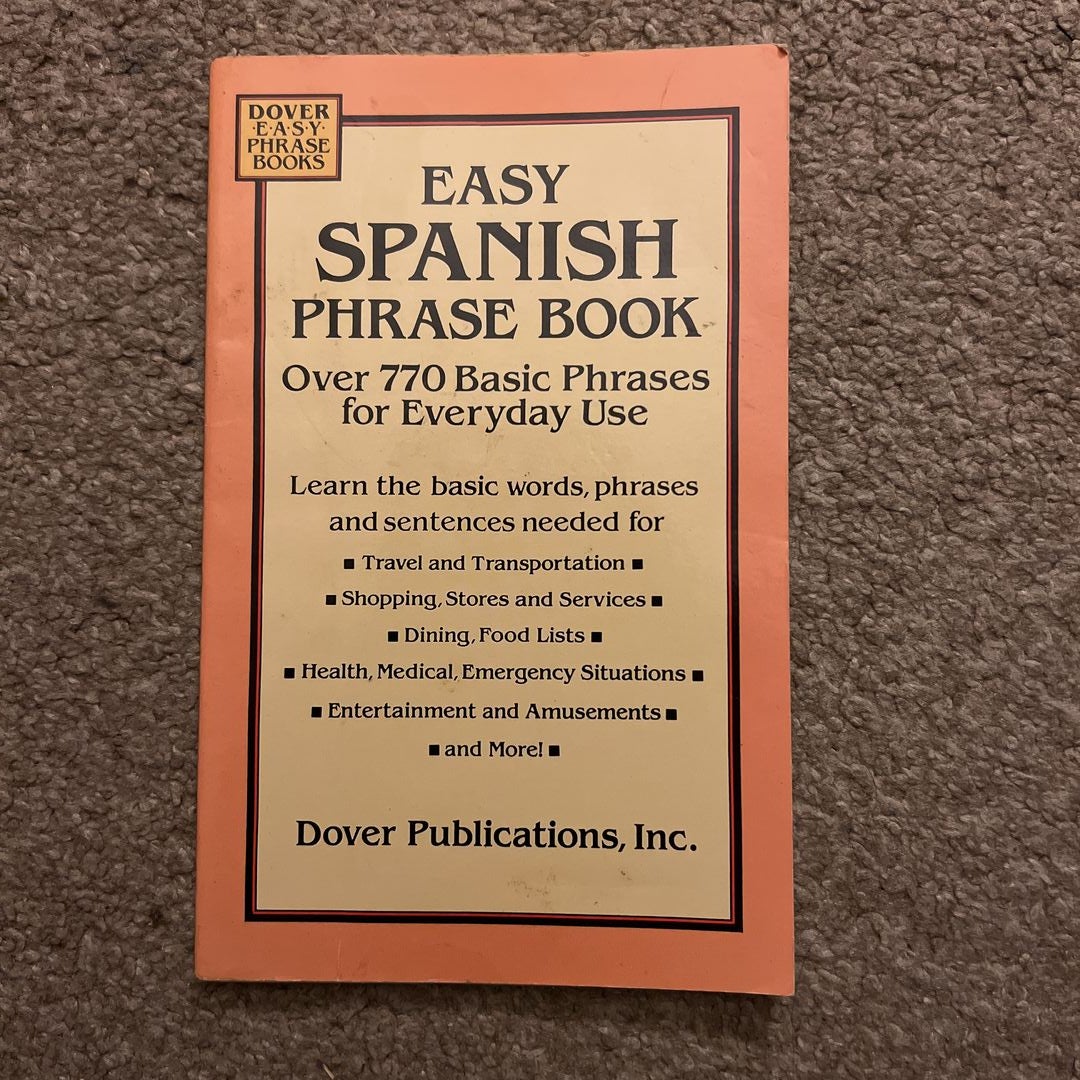 DOVER
·E·A·S·Y·
PHRASE
BOOKS
EASY
SPANISH
PHRASE BOOK
Over 770 Basic Phrases
for Everyday Use
Learn the basic words, phrases
and sentences needed for
■ Travel and Transportation ■
■ Shopping, Stores and Services ■
■ Dining, Food Lists ■
■ Health, Medical, Emergency Situations ■
■ Entertainment and Amusements ■
■ and More! ■
Dover Publications, Inc.